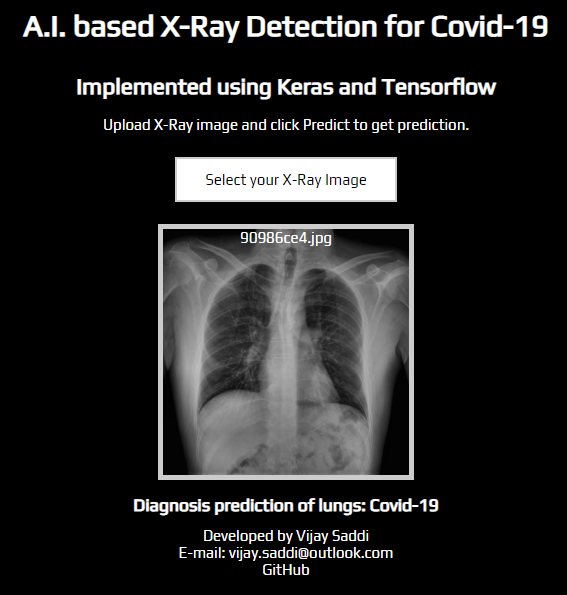 A.I. based X-Ray Detection for Covid-19
Implemented using Keras and Tensorflow
Upload X-Ray image and click Predict to get prediction.
Select your X-Ray Image
90986ce4.jpg
Diagnosis prediction of lungs: Covid-19
Developed by Vijay Saddi
E-mail: vijay.saddi@outlook.com
GitHub